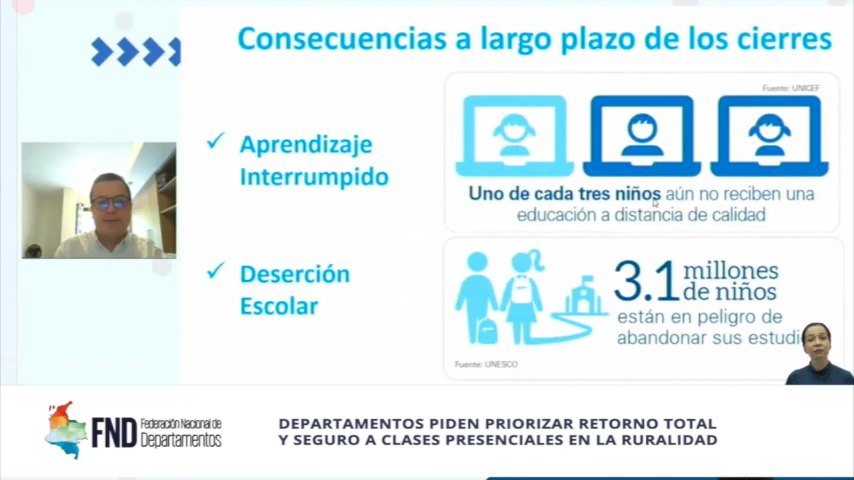 Consecuencias a largo plazo de los cierres
Aprendizaje
Interrumpido
Fuente: UNICEF
Uno de cada tres niños aún no reciben una
educación a distancia de calidad
Deserción
Escolar
3.1 millones
de niños
están en peligro de
abandonar sus estudi
Fuente: UNESCO
FND Federación Nacional de
Departamentos
DEPARTAMENTOS PIDEN PRIORIZAR RETORNO TOTAL
Y SEGURO A CLASES PRESENCIALES EN LA RURALIDAD